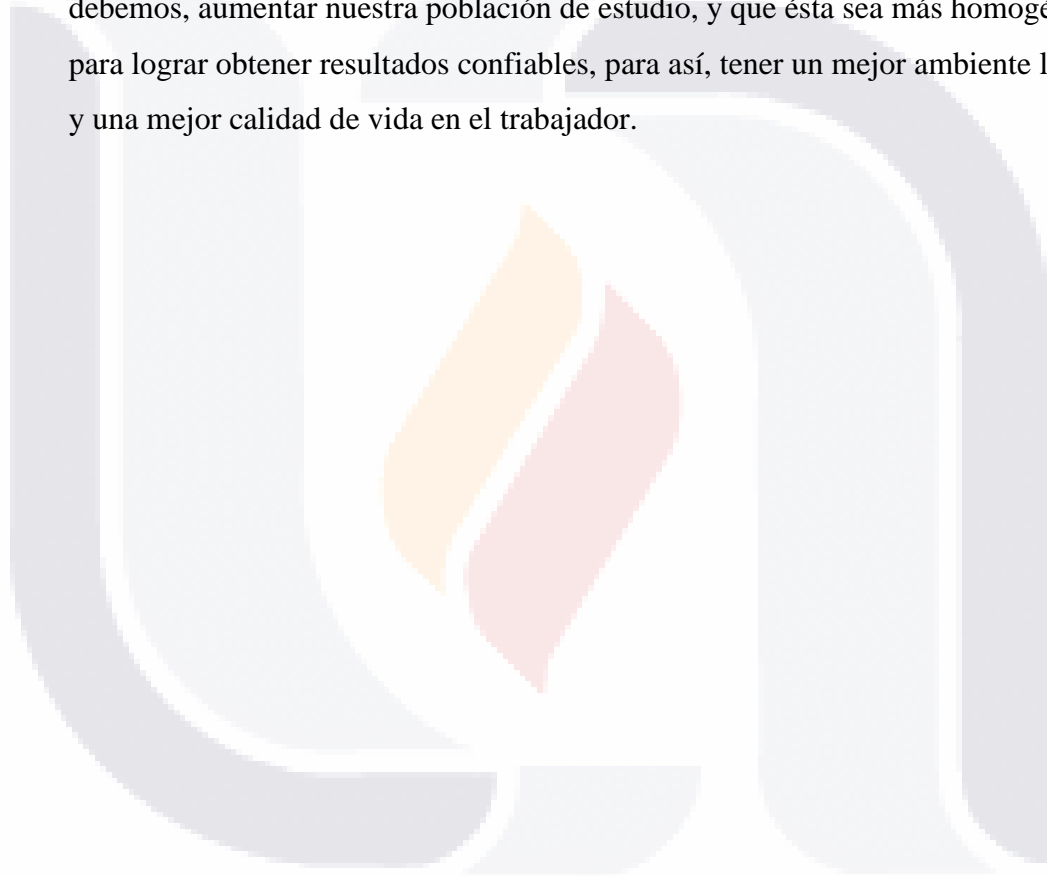 debemos, aumentar nuestra población de estudio, y que ésta sea más
para lograr obtener resultados confiables, para así, tener un mejor ambiente
y una mejor calidad de vida en el trabajador.